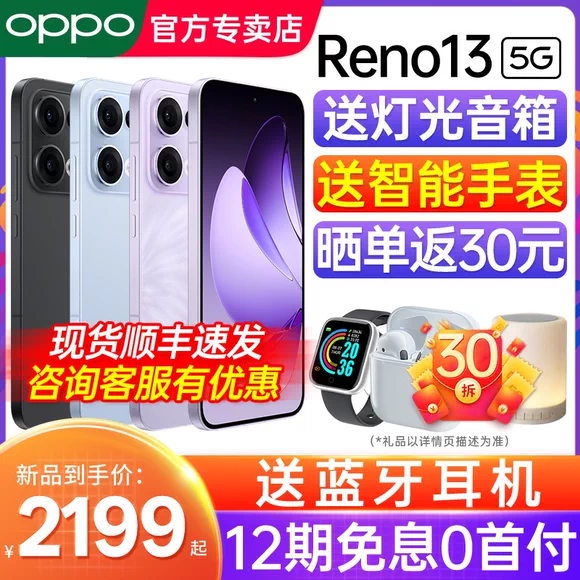 oppo 官方专卖店
Reno13 5G
送灯光音箱
送智能手表
晒单返30元
现货顺丰速发
咨询客服有优惠
20
36
30
拆
(*礼品以详情页描述为准)
新品到手价:
¥2199起
送蓝牙耳机
12期免息0首付